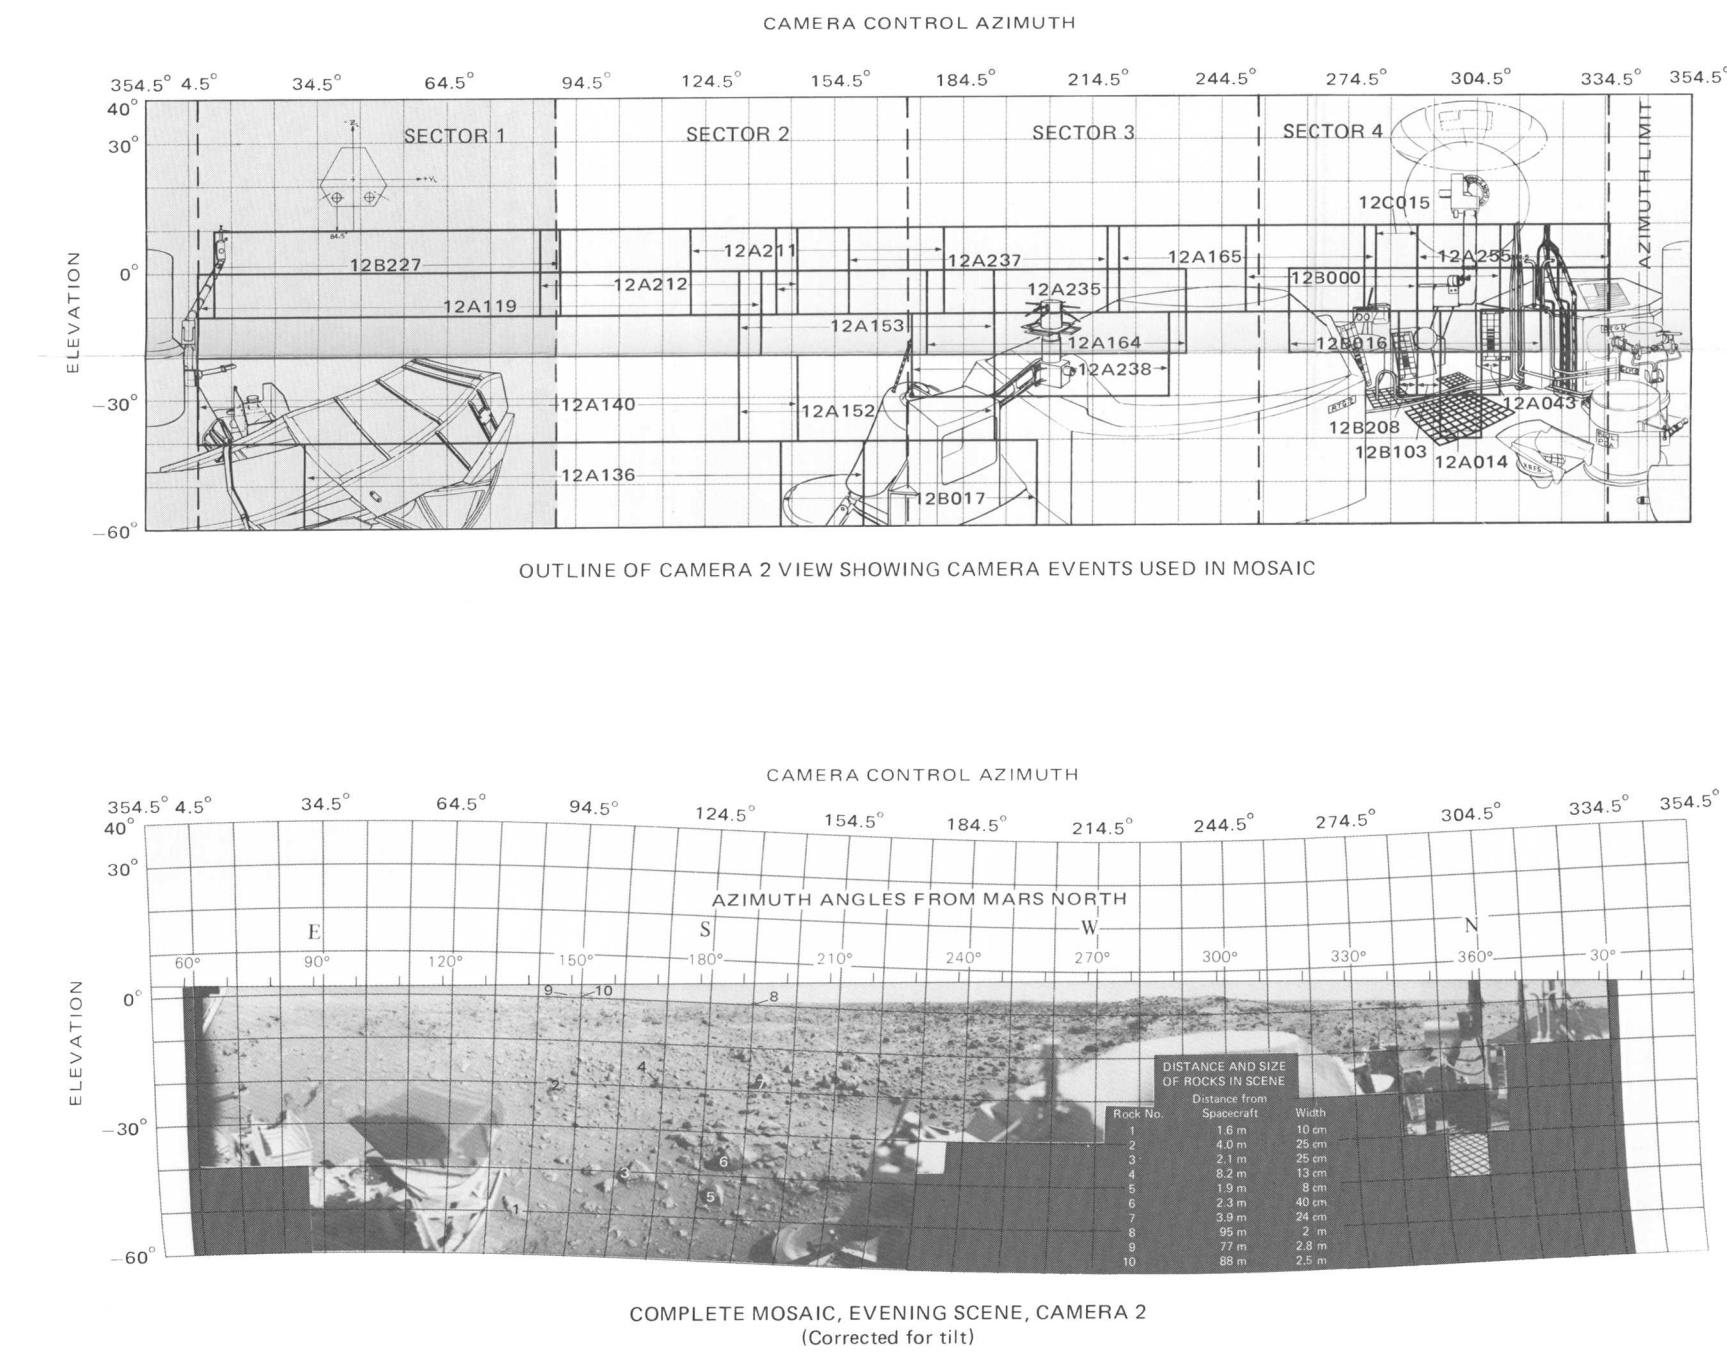 CAMERA CONTROL AZIMUTH
354.5° 4.5° 34.5° 64.5° 94.5° 124.5° 154.5° 184.5° 214.5° 244.5° 274.5° 304.5° 334.5° 354.5°
40°
30°
0°
−30°
−60°
ELEVATION
SECTOR 1 SECTOR 2 SECTOR 3 SECTOR 4
AZIMUTH LIMIT
12C015
12A211
12B227 12A237 12A165 12A255
12A212 12A235 12B000
12A119
12A153 12A164 12B016
12A238
12A140 12A152 12A043
12B208
12B103 12A014
12A136 12B017
OUTLINE OF CAMERA 2 VIEW SHOWING CAMERA EVENTS USED IN MOSAIC
CAMERA CONTROL AZIMUTH
354.5° 4.5° 34.5° 64.5° 94.5° 124.5° 154.5° 184.5° 214.5° 244.5° 274.5° 304.5° 334.5° 354.5°
40°
30°
0°
−30°
−60°
ELEVATION
AZIMUTH ANGLES FROM MARS NORTH
E S W N
60° 90° 120° 150° 180° 210° 240° 270° 300° 330° 360° 30°
9 10 8
4
2 7
6
3
5
1
DISTANCE AND SIZE
OF ROCKS IN SCENE
Distance from
Rock No. Spacecraft Width
1 1.6 m 10 cm
2 4.0 m 25 cm
3 2.1 m 25 cm
4 8.2 m 13 cm
5 1.9 m 8 cm
6 2.3 m 40 cm
7 3.9 m 24 cm
8 95 m 2 m
9 77 m 2.8 m
10 88 m 2.5 m
COMPLETE MOSAIC, EVENING SCENE, CAMERA 2
(Corrected for tilt)